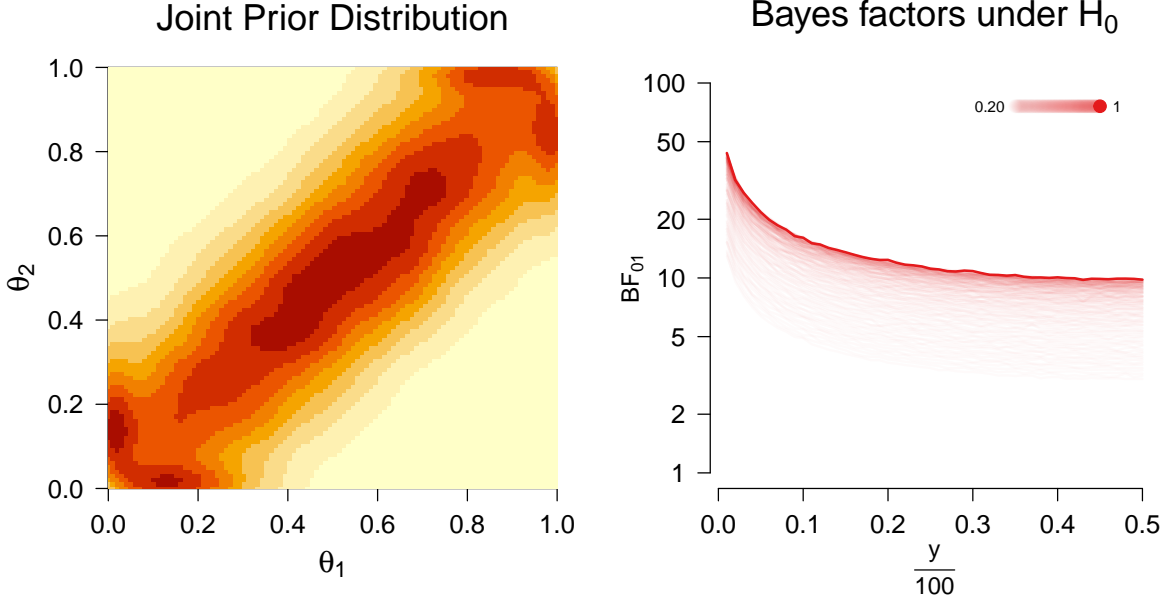 Joint Prior Distribution
1.0
0.8
0.6
0.4
0.2
0.0
θ2
0.0 0.2 0.4 0.6 0.8 1.0
θ1
Bayes factors under H0
100
50
20
10
5
2
1
BF01
0.20 1
0.0 0.1 0.2 0.3 0.4 0.5
y
100